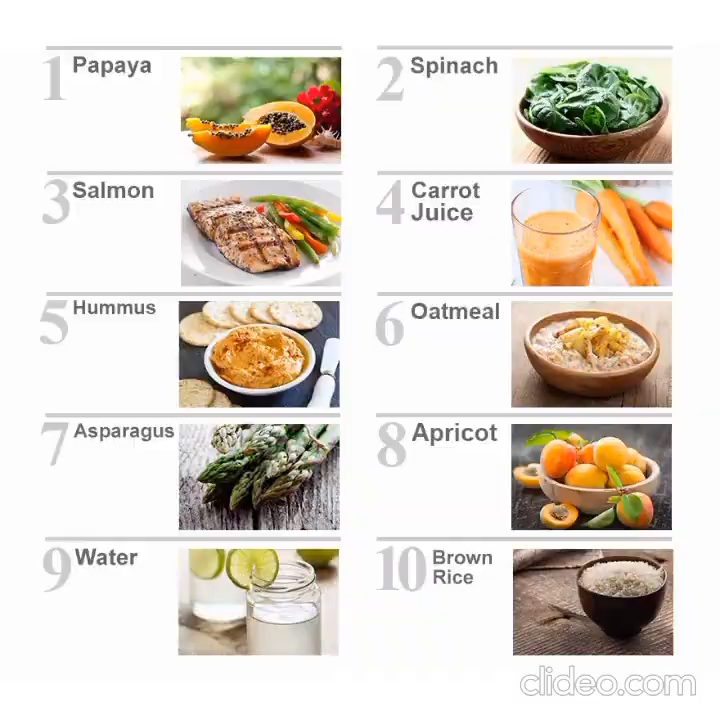 1 Papaya
2 Spinach
3 Salmon
4 Carrot
Juice
5 Hummus
6 Oatmeal
7 Asparagus
8 Apricot
9 Water
10 Brown
Rice
clideo.com